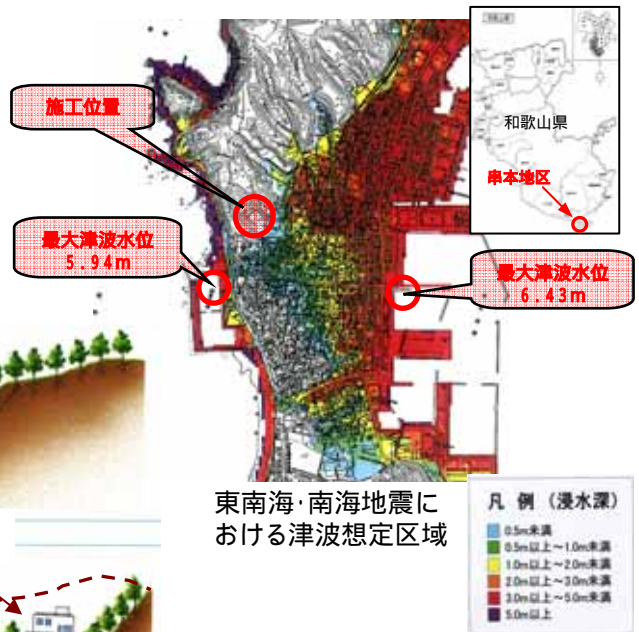 施工位置
最大津波水位
5.94m
和歌山県
串本地区
最大津波水位
6.43m
東南海･南海地震に
おける津波想定区域
凡 例 （浸水深）
0.5m未満
0.5m以上～1.0m未満
1.0m以上～2.0m未満
2.0m以上～3.0m未満
3.0m以上～5.0m未満
5.0m以上